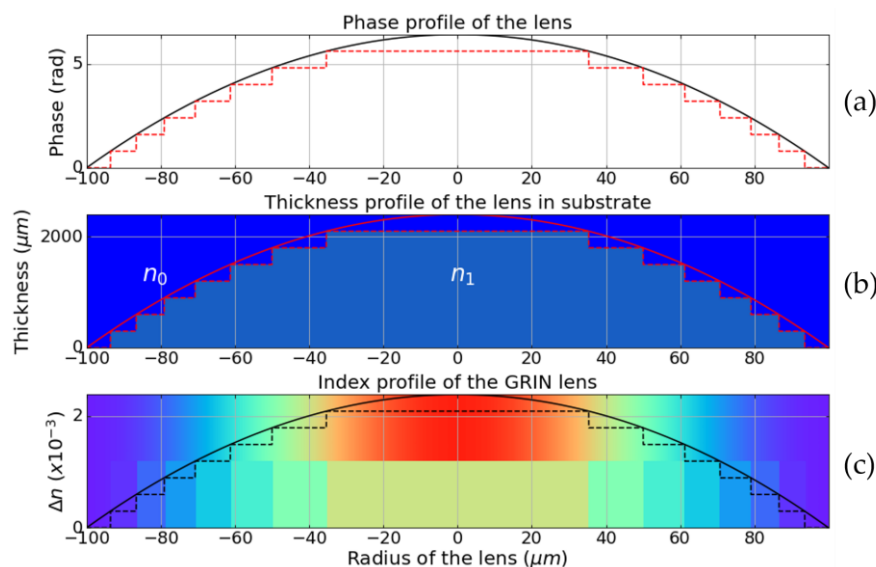 Phase profile of the lens
Phase (rad)
5
0
−100 −80 −60 −40 −20 0 20 40 60 80
(a)
Thickness profile of the lens in substrate
Thickness (μm)
2000
0
n₀ n₁
−100 −80 −60 −40 −20 0 20 40 60 80
(b)
Index profile of the GRIN lens
Δn (x10⁻³)
2
0
−100 −80 −60 −40 −20 0 20 40 60 80
(c)
Radius of the lens (μm)